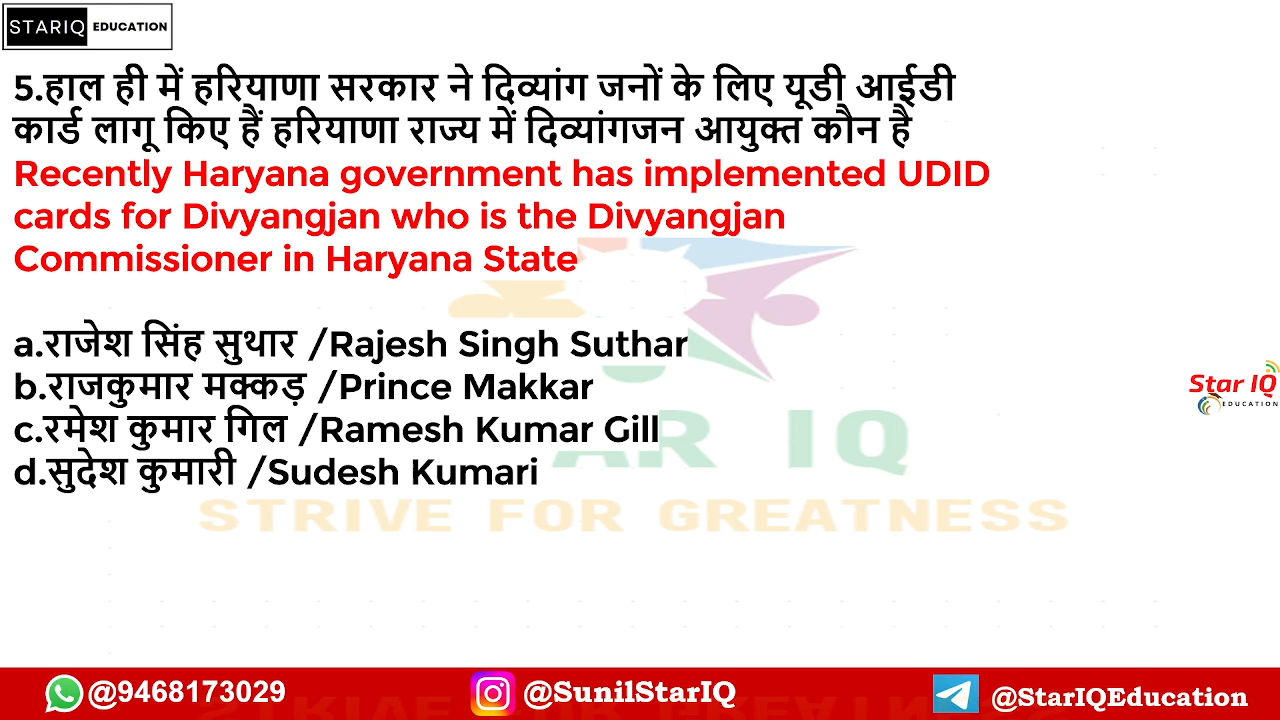 STARIQ EDUCATION
5.हाल ही में हरियाणा सरकार ने दिव्यांग जनों के लिए यूडी आईडी
कार्ड लागू किए हैं हरियाणा राज्य में दिव्यांगजन आयुक्त कौन है
Recently Haryana government has implemented UDID
cards for Divyangjan who is the Divyangjan
Commissioner in Haryana State
a.राजेश सिंह सुथार /Rajesh Singh Suthar
b.राजकुमार मक्कड़ /Prince Makkar
c.रमेश कुमार गिल /Ramesh Kumar Gill
d.सुदेश कुमारी /Sudesh Kumari
Star IQ
EDUCATION
AR IQ
STRIVE FOR GREATNESS
@9468173029 @SunilStarIQ @StarIQEducation